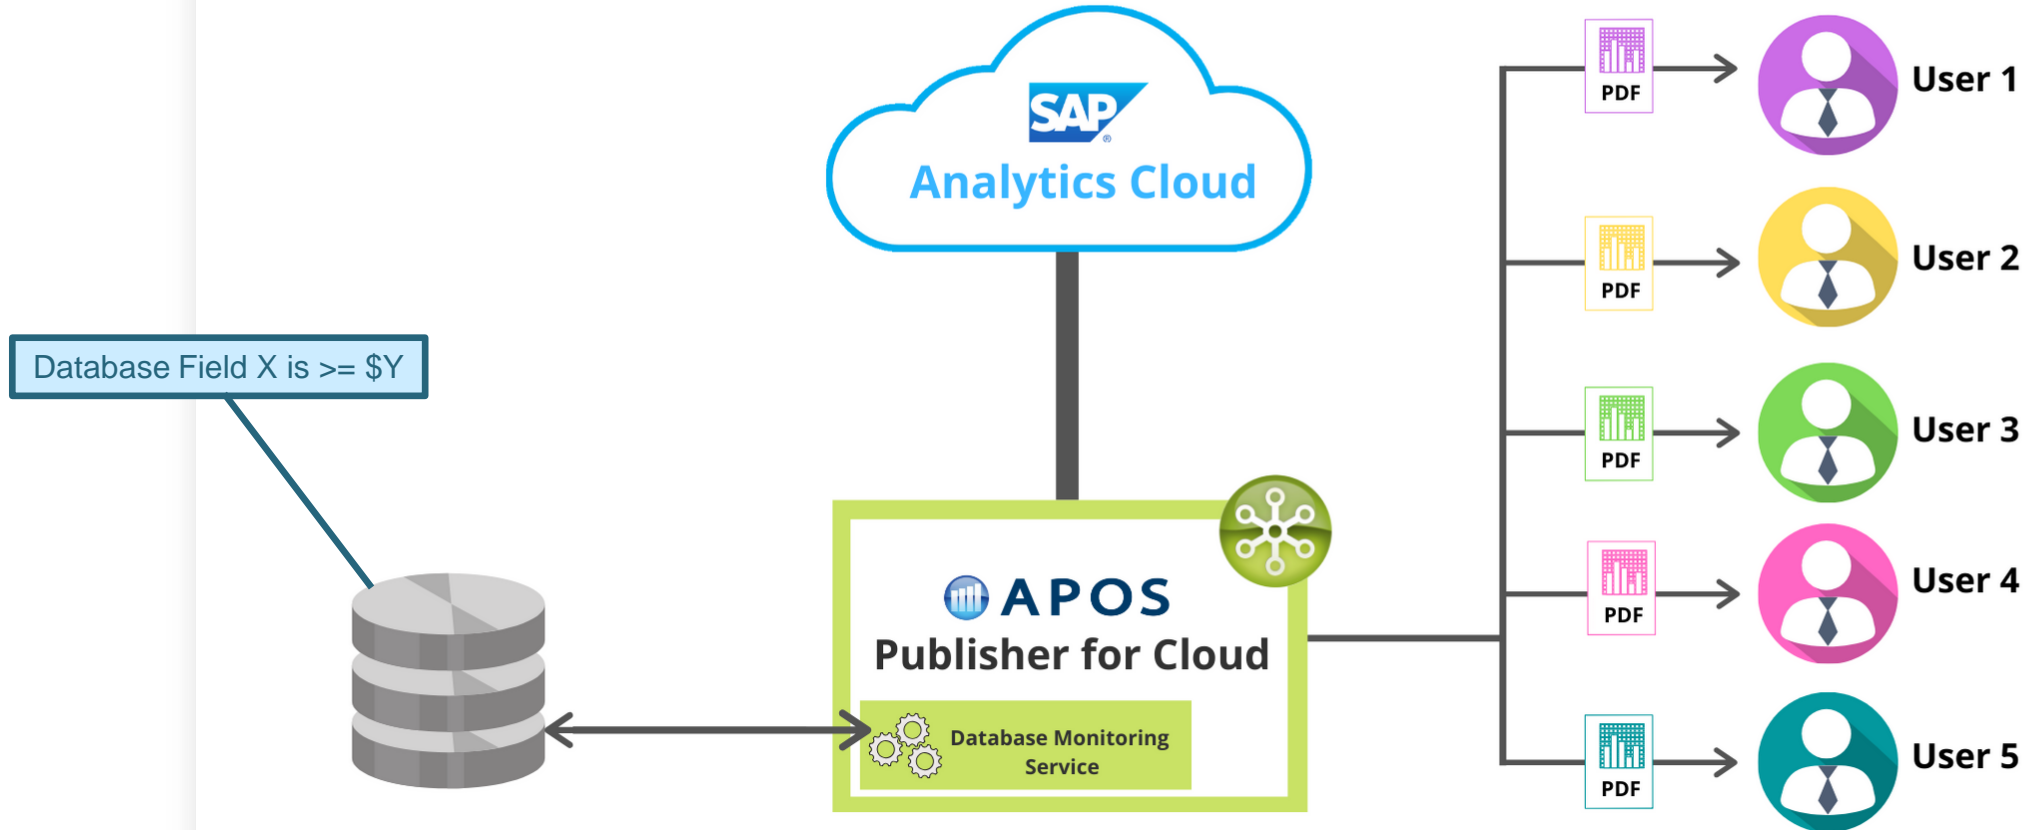 SAP
®
Analytics Cloud
Database Field X is >= $Y
APOS
Publisher for Cloud
Database Monitoring
Service
PDF
User 1
PDF
User 2
PDF
User 3
PDF
User 4
PDF
User 5